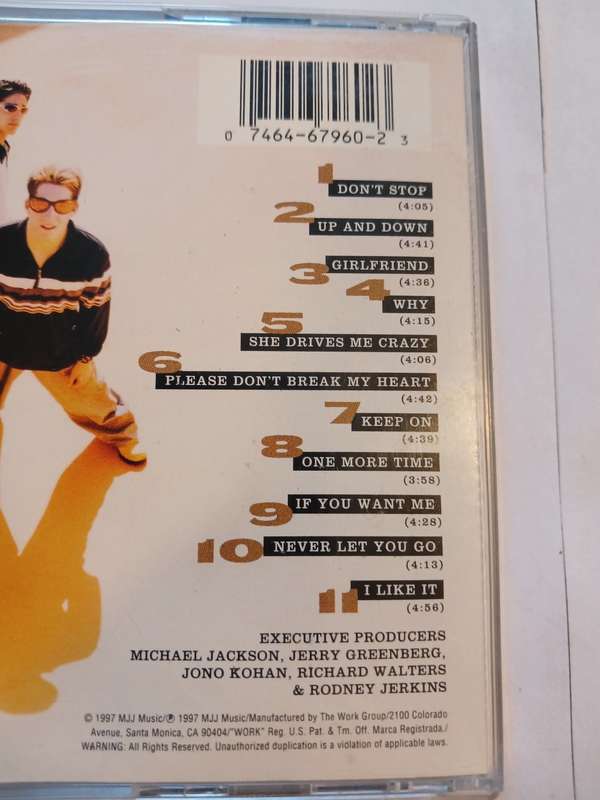 0 7464-67960-2 3
1 DON'T STOP
(4:05)
2 UP AND DOWN
(4:41)
3 GIRLFRIEND
(4:36)
4 WHY
(4:15)
5 SHE DRIVES ME CRAZY
(4:06)
6 PLEASE DON'T BREAK MY HEART
(4:42)
7 KEEP ON
(4:39)
8 ONE MORE TIME
(3:58)
9 IF YOU WANT ME
(4:28)
10 NEVER LET YOU GO
(4:13)
11 I LIKE IT
(4:56)
EXECUTIVE PRODUCERS
MICHAEL JACKSON, JERRY GREENBERG,
JONO KOHAN, RICHARD WALTERS
& RODNEY JERKINS
© 1997 MJJ Music/℗ 1997 MJJ Music/Manufactured by The Work Group/2100 Colorado
Avenue, Santa Monica, CA 90404/"WORK" Reg. U.S. Pat. & Tm. Off. Marca Registrada./
WARNING: All Rights Reserved. Unauthorized duplication is a violation of applicable laws.